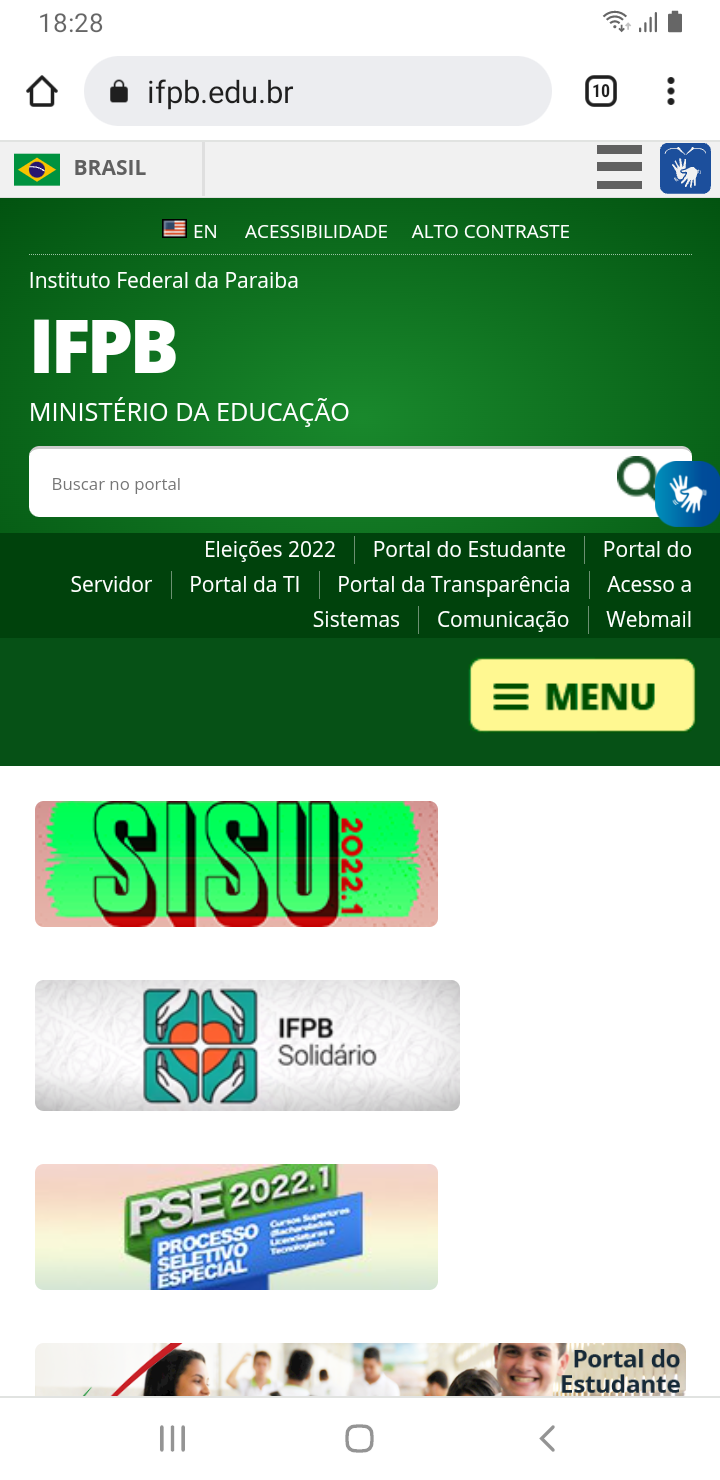 18:28
ifpb.edu.br
10
BRASIL
EN ACESSIBILIDADE ALTO CONTRASTE
Instituto Federal da Paraiba
IFPB
MINISTÉRIO DA EDUCAÇÃO
Buscar no portal
Eleições 2022 Portal do Estudante Portal do
Servidor Portal da TI Portal da Transparência Acesso a
Sistemas Comunicação Webmail
MENU
SISU 2022.1
IFPB
Solidário
PSE 2022.1
PROCESSO
SELETIVO
ESPECIAL
Cursos Superiores
(Bacharelados,
Licenciaturas e
Tecnologias).
Portal do
Estudante